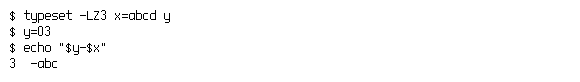 $ typeset -LZ3 x=abcd y
$ y=03
$ echo "$y-$x"
3  -abc